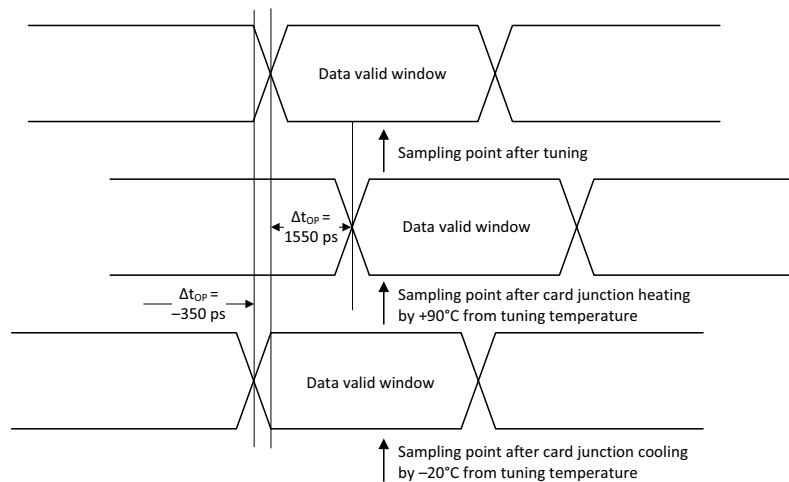 Data valid window
Sampling point after tuning
Δt_OP =
1550 ps
Data valid window
Δt_OP =
–350 ps
Sampling point after card junction heating
by +90°C from tuning temperature
Data valid window
Sampling point after card junction cooling
by –20°C from tuning temperature